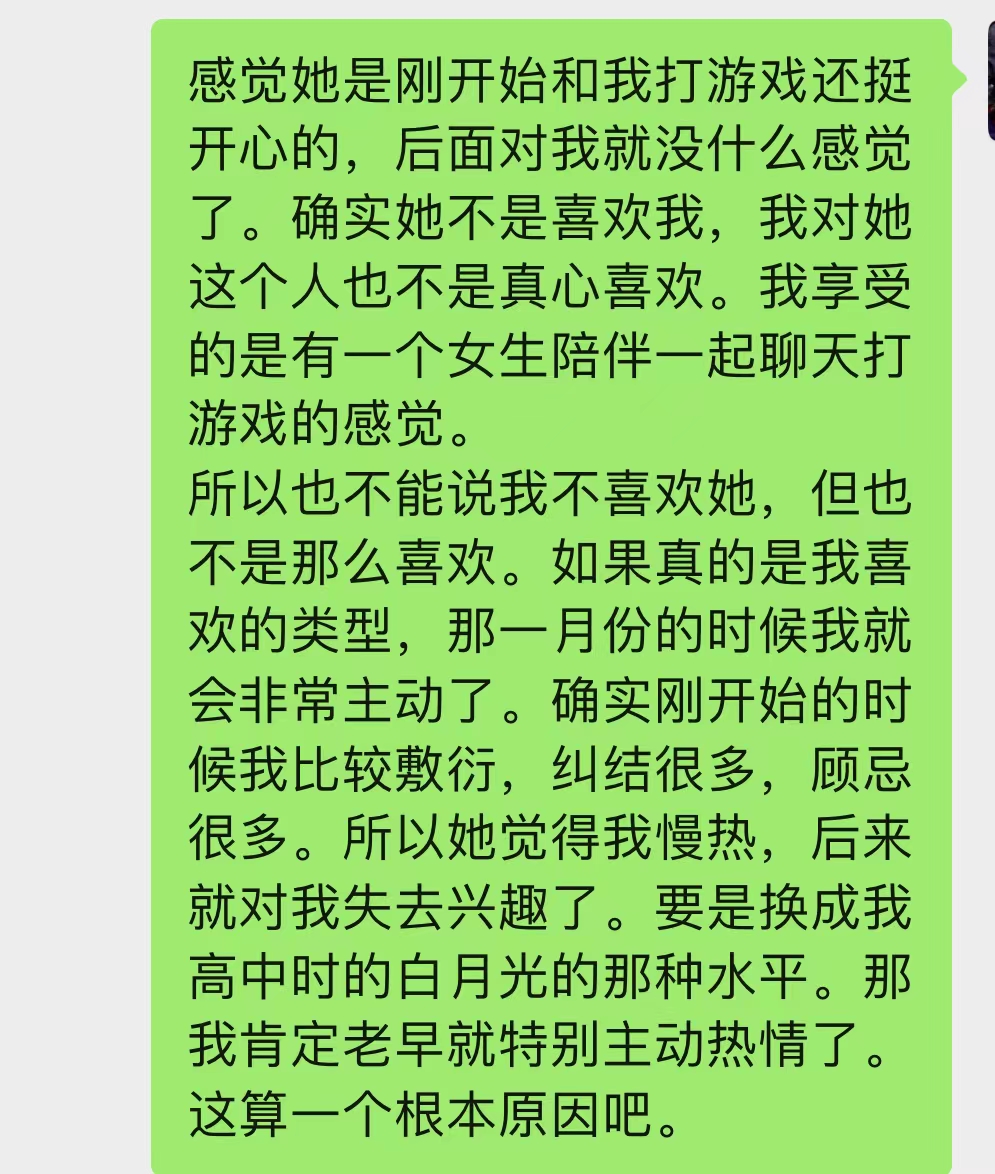 感觉她是刚开始和我打游戏还挺
开心的，后面对我就没什么感觉
了。确实她不是喜欢我，我对她
这个人也不是真心喜欢。我享受
的是有一个女生陪伴一起聊天打
游戏的感觉。
所以也不能说我不喜欢她，但也
不是那么喜欢。如果真的是我喜
欢的类型，那一月份的时候我就
会非常主动了。确实刚开始的时
候我比较敷衍，纠结很多，顾忌
很多。所以她觉得我慢热，后来
就对我失去兴趣了。要是换成我
高中时的白月光的那种水平。那
我肯定老早就特别主动热情了。
这算一个根本原因吧。